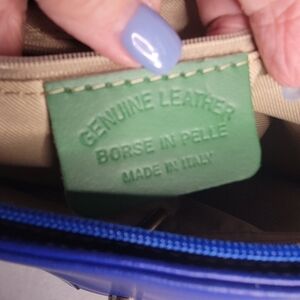 GENUINE LEATHER
BORSE IN PELLE
MADE IN ITALY